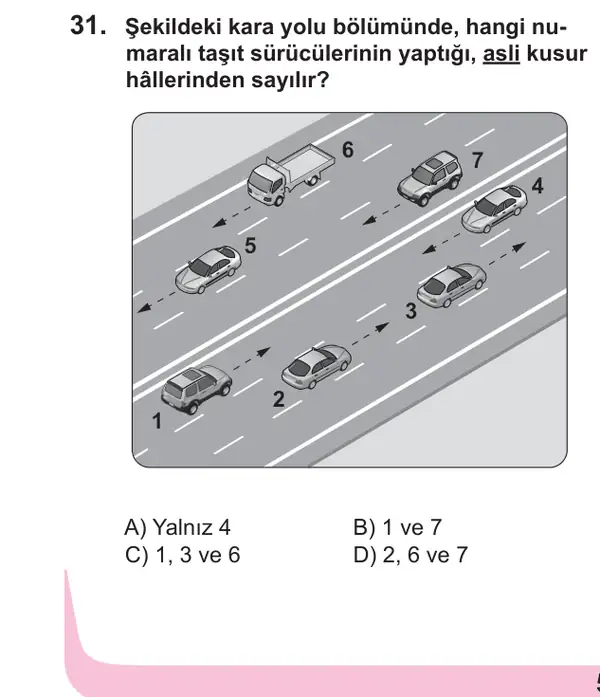 31. Şekildeki kara yolu bölümünde, hangi nu-
maralı taşıt sürücülerinin yaptığı, asli kusur
hâllerinden sayılır?
6
7
4
5
3
2
1
A) Yalnız 4
B) 1 ve 7
C) 1, 3 ve 6
D) 2, 6 ve 7